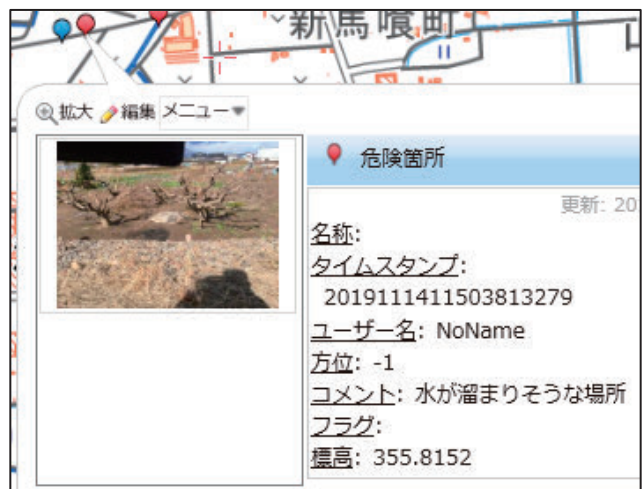 新馬喰町
拡大 編集 メニュー
危険箇所
更新: 20
名称:
タイムスタンプ:
2019111411503813279
ユーザー名: NoName
方位: -1
コメント: 水が溜まりそうな場所
フラグ:
標高: 355.8152